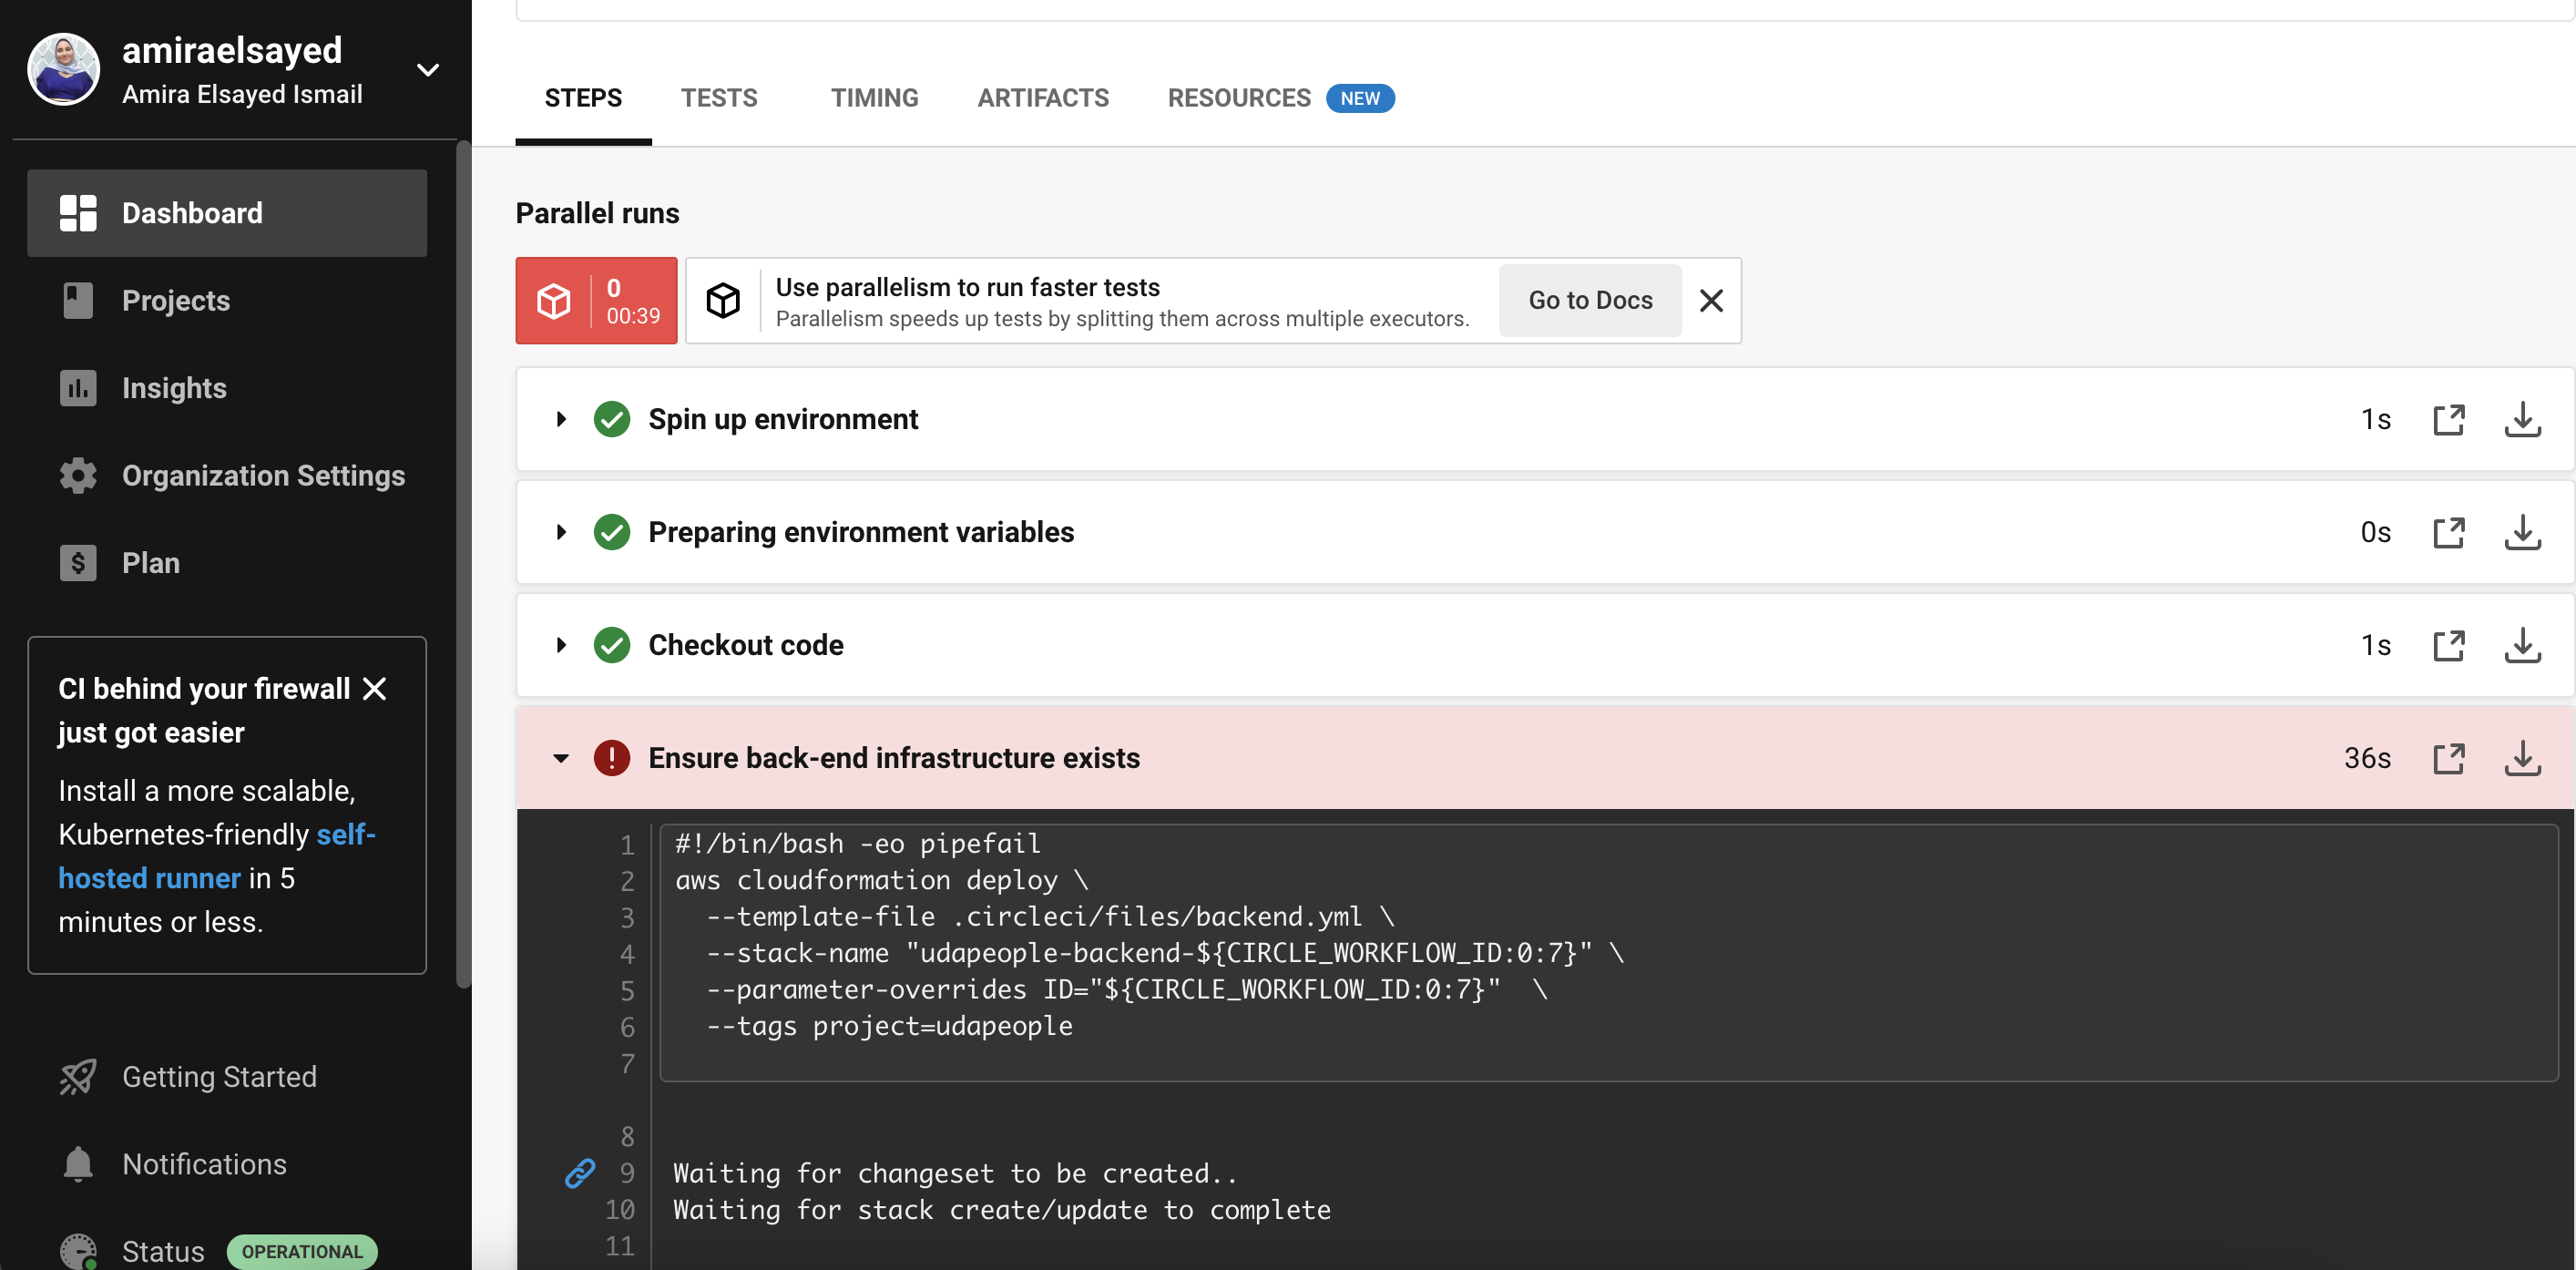 amiraelsayed
Amira Elsayed Ismail
Dashboard
Projects
Insights
Organization Settings
Plan
CI behind your firewall
just got easier
Install a more scalable,
Kubernetes-friendly self-
hosted runner in 5
minutes or less.
Getting Started
Notifications
Status OPERATIONAL
STEPS TESTS TIMING ARTIFACTS RESOURCES NEW
Parallel runs
0
00:39
Use parallelism to run faster tests
Parallelism speeds up tests by splitting them across multiple executors.
Go to Docs
Spin up environment 1s
Preparing environment variables 0s
Checkout code 1s
Ensure back-end infrastructure exists 36s
1 #!/bin/bash -eo pipefail
2 aws cloudformation deploy \
3   --template-file .circleci/files/backend.yml \
4   --stack-name "udapeople-backend-${CIRCLE_WORKFLOW_ID:0:7}" \
5   --parameter-overrides ID="${CIRCLE_WORKFLOW_ID:0:7}"  \
6   --tags project=udapeople
7
8
9 Waiting for changeset to be created..
10 Waiting for stack create/update to complete
11